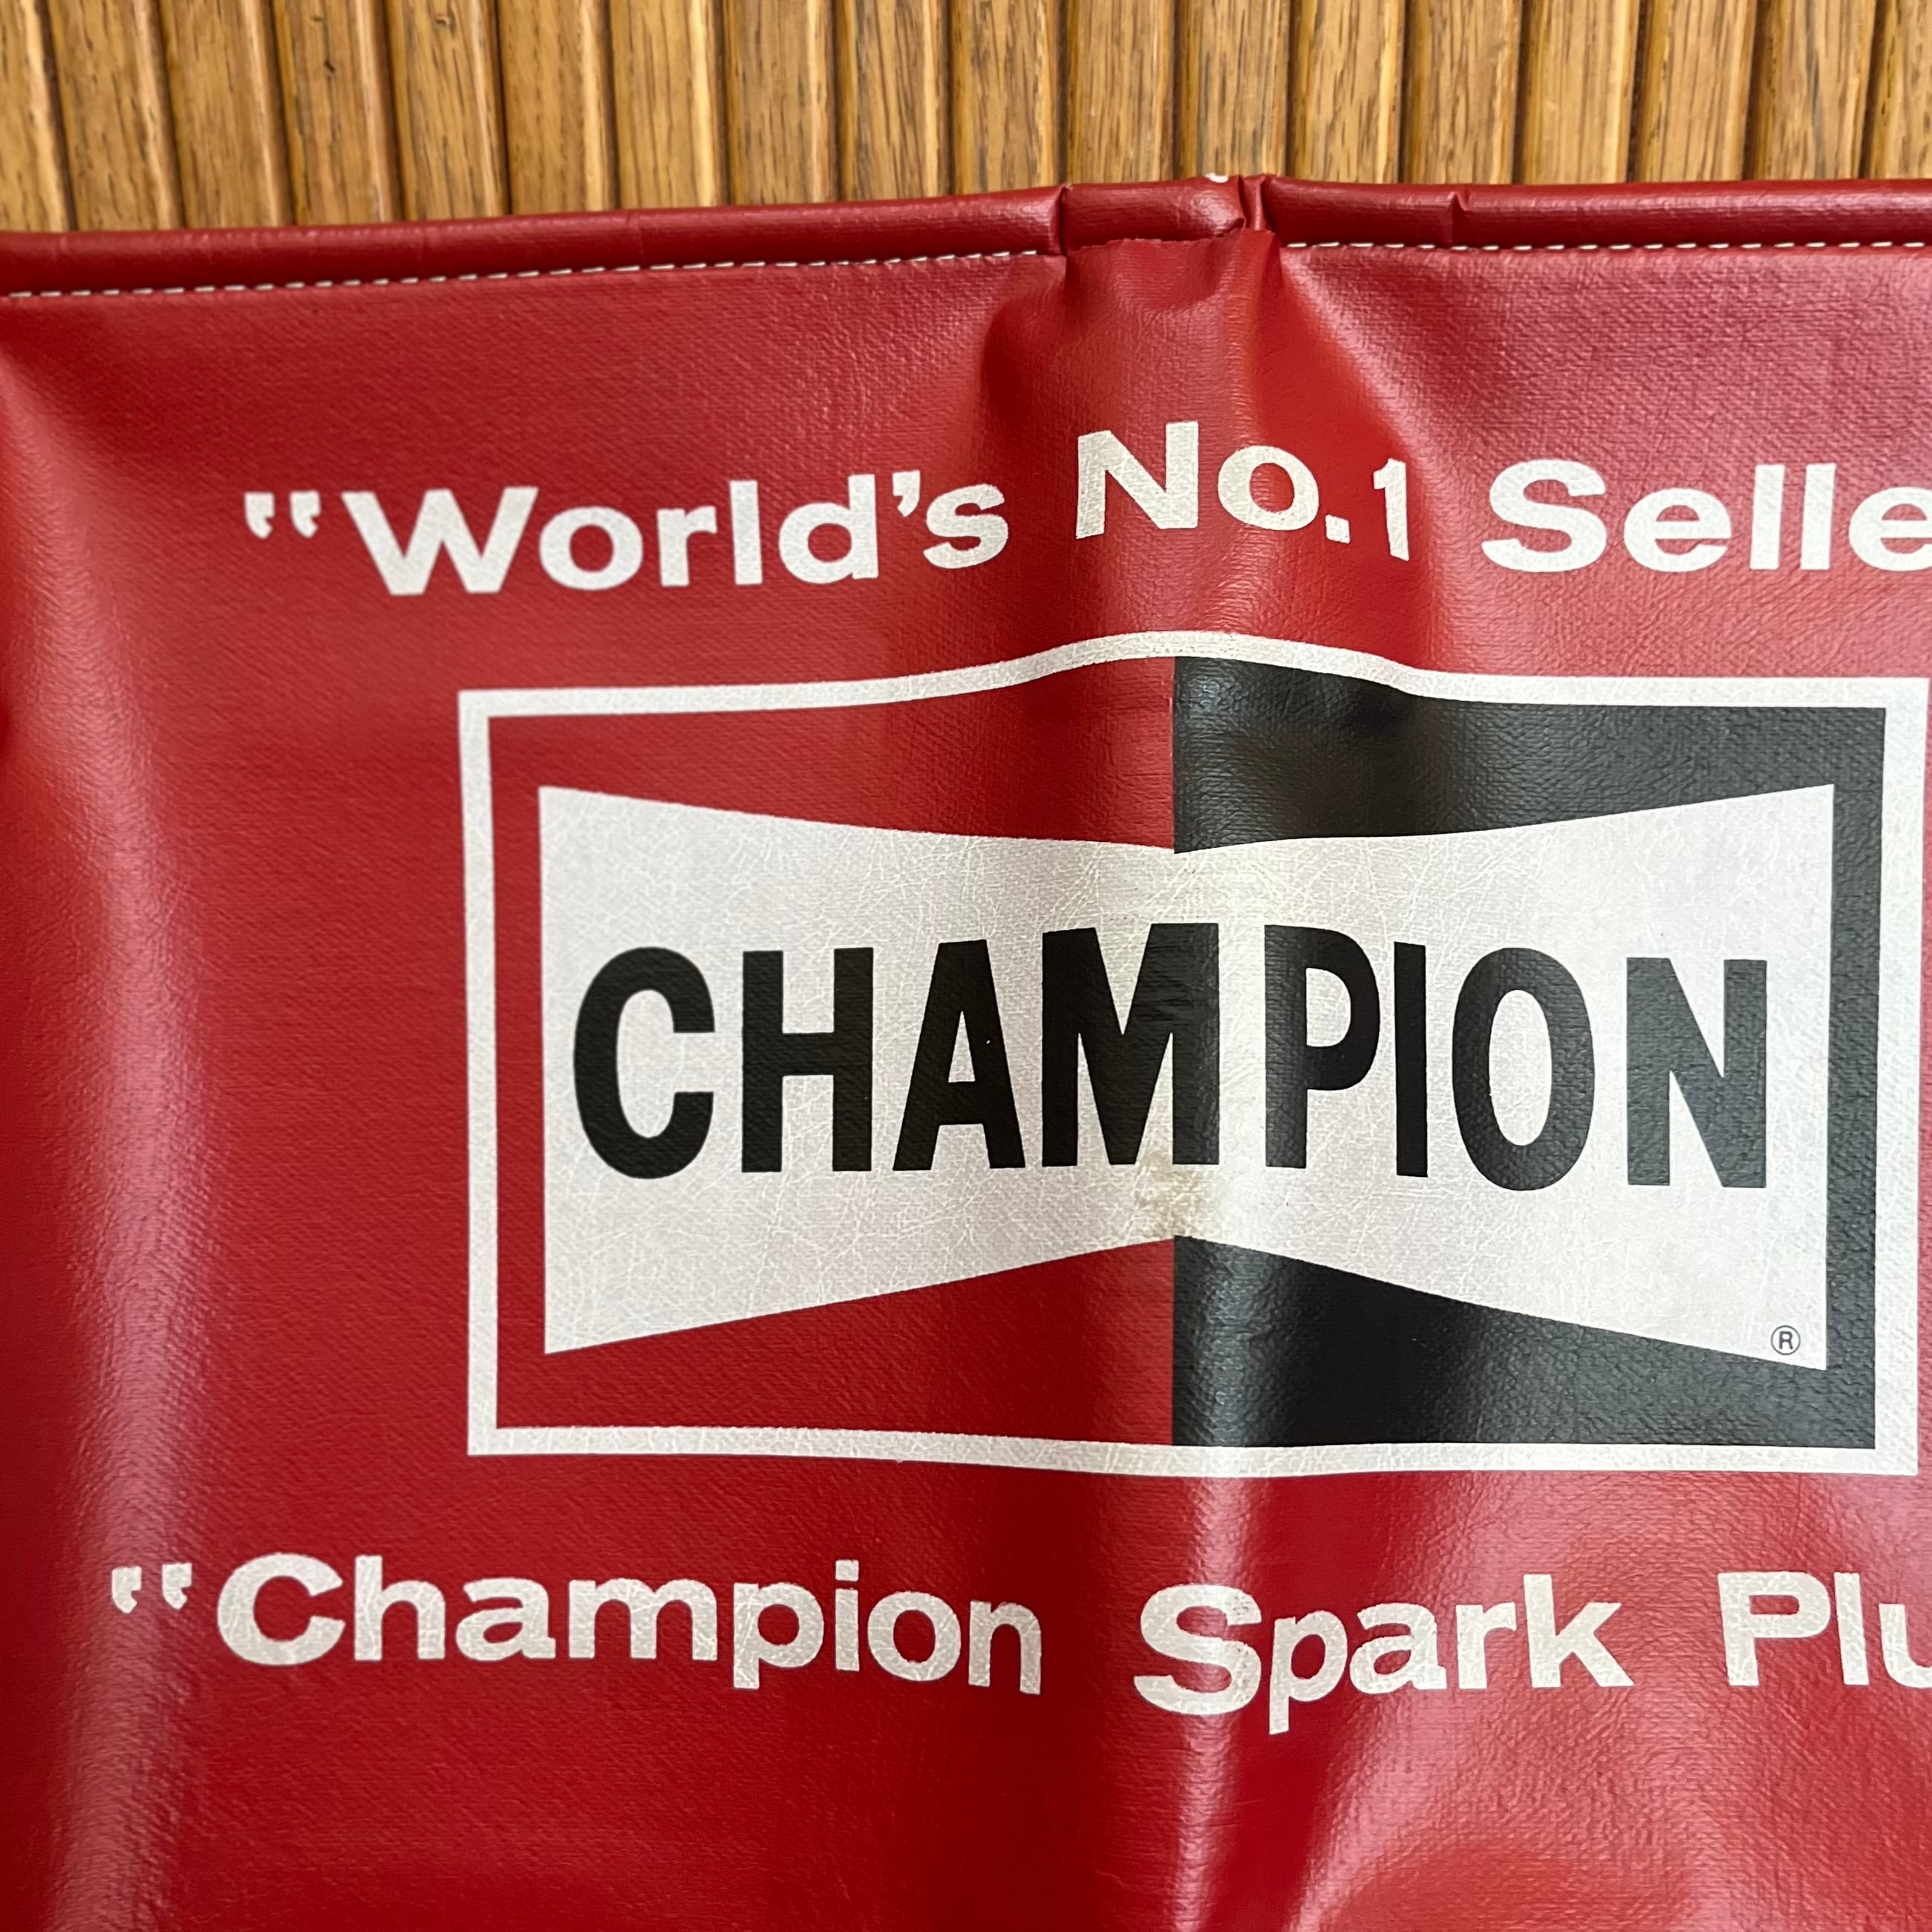 "World's No.1 Selle
CHAMPION
®
"Champion Spark Plu